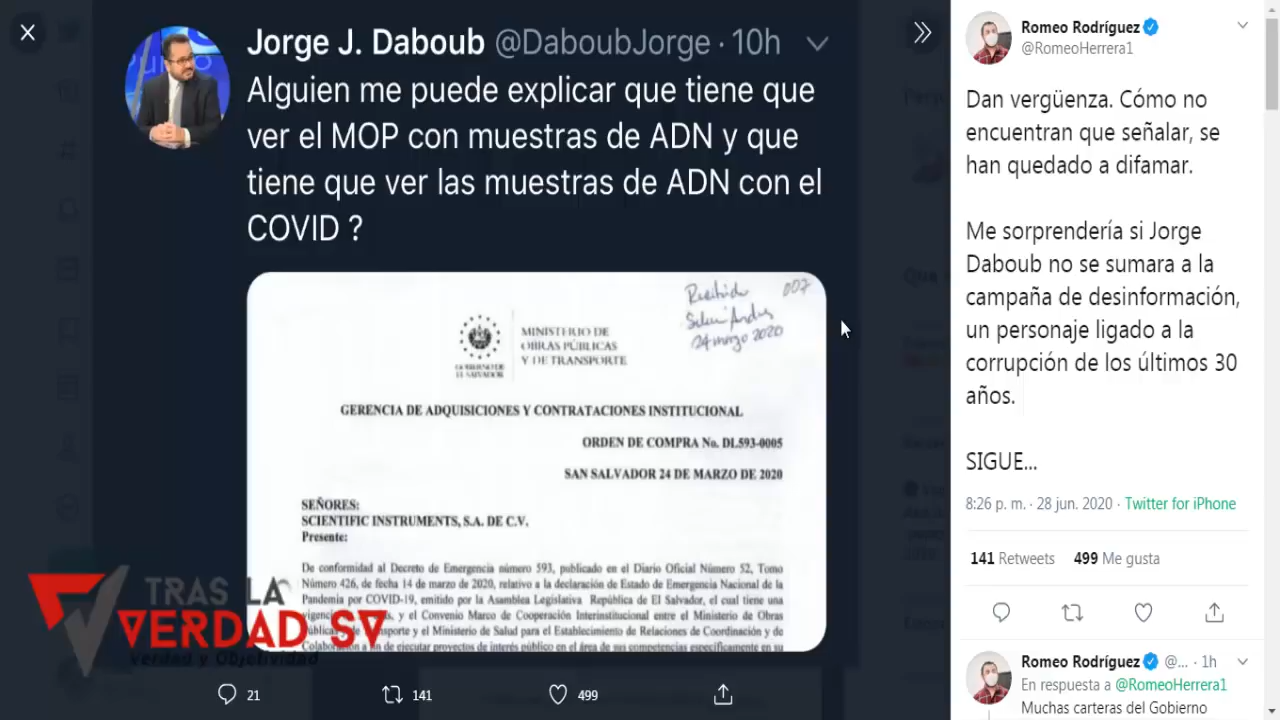 Jorge J. Daboub @DaboubJorge · 10h
Alguien me puede explicar que tiene que
ver el MOP con muestras de ADN y que
tiene que ver las muestras de ADN con el
COVID ?
Recibido 007
24 marzo 2020
MINISTERIO DE
OBRAS PÚBLICAS
Y DE TRANSPORTE
GOBIERNO DE
EL SALVADOR
GERENCIA DE ADQUISICIONES Y CONTRATACIONES INSTITUCIONAL
ORDEN DE COMPRA No. DL593-0005
SAN SALVADOR 24 DE MARZO DE 2020
SEÑORES:
SCIENTIFIC INSTRUMENTS, S.A. DE C.V.
Presente:
De conformidad al Decreto de Emergencia número 593, publicado en el Diario Oficial Número 52, Tomo
Número 426, de fecha 14 de marzo de 2020, relativo a la declaración de Estado de Emergencia Nacional de la
Pandemia por COVID-19, emitido por la Asamblea Legislativa República de El Salvador, el cual tiene una
y el Convenio Marco de Cooperación Interinstitucional entre el Ministerio de Obras
y el Ministerio de Salud para el Establecimiento de Relaciones de Coordinación y de
de ejecutar proyectos de interés público en el área de sus competencias específicamente en su
TRAS LA
VERDAD SV
verdad y Objetividad
21 141 499
Romeo Rodríguez
@RomeoHerrera1
Dan vergüenza. Cómo no
encuentran que señalar, se
han quedado a difamar.
Me sorprendería si Jorge
Daboub no se sumara a la
campaña de desinformación,
un personaje ligado a la
corrupción de los últimos 30
años.
SIGUE...
8:26 p. m. · 28 jun. 2020 · Twitter for iPhone
141 Retweets 499 Me gusta
Romeo Rodríguez @... · 1h
En respuesta a @RomeoHerrera1
Muchas carteras del Gobierno